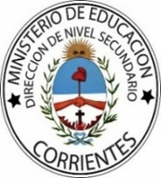 MINISTERIO DE EDUCACION
DIRECCION DE NIVEL SECUNDARIO
CORRIENTES